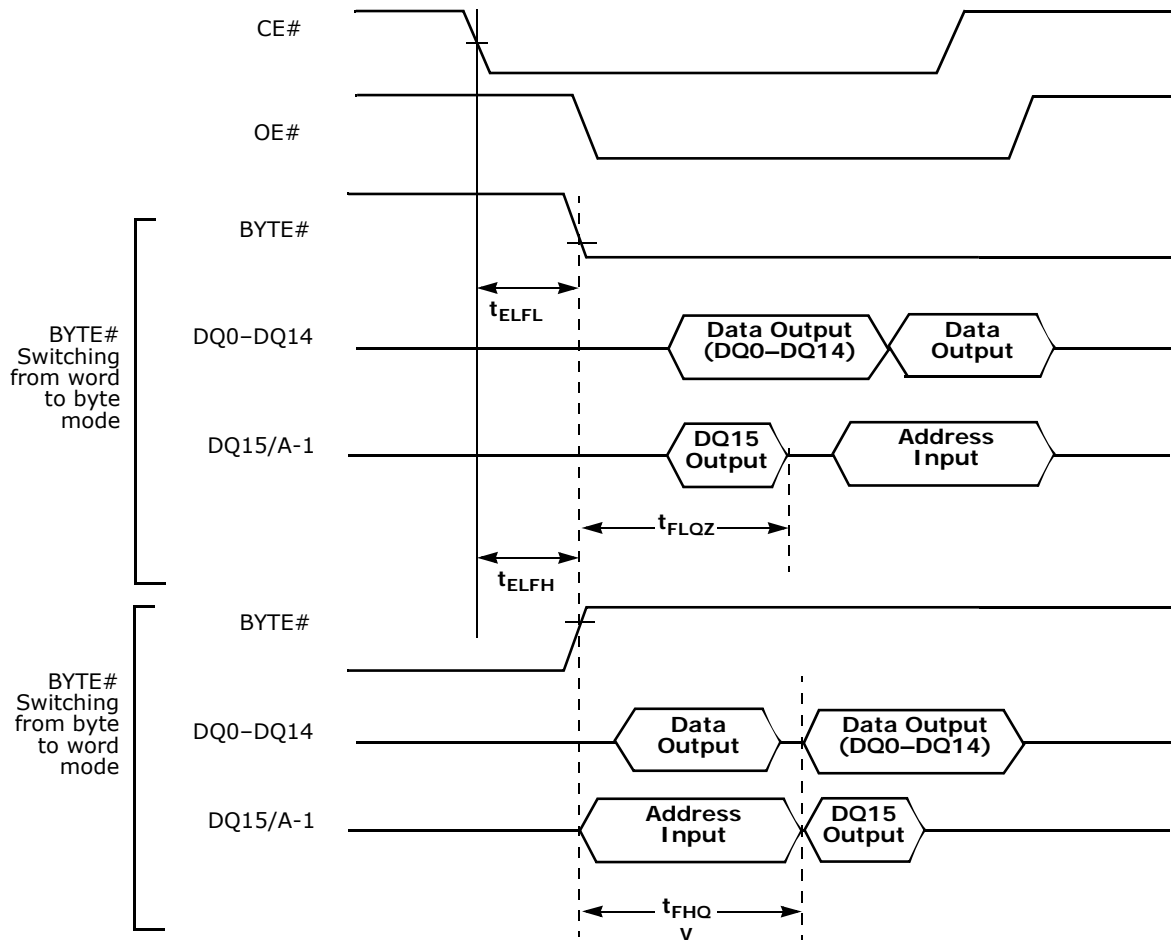 CE#
OE#
BYTE#
tELFL
BYTE#
Switching
from word
to byte
mode
DQ0–DQ14
Data Output
(DQ0–DQ14)
Data
Output
DQ15/A-1
DQ15
Output
Address
Input
tFLQZ
tELFH
BYTE#
BYTE#
Switching
from byte
to word
mode
DQ0–DQ14
Data
Output
Data Output
(DQ0–DQ14)
DQ15/A-1
Address
Input
DQ15
Output
tFHQ
V